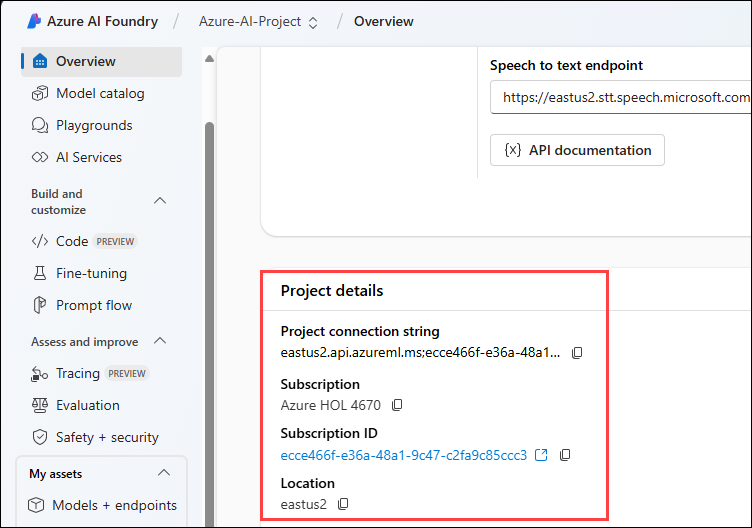 Azure AI Foundry / Azure-AI-Project / Overview
Overview
Model catalog
Playgrounds
AI Services
Build and
customize
Code PREVIEW
Fine-tuning
Prompt flow
Assess and improve
Tracing PREVIEW
Evaluation
Safety + security
My assets
Models + endpoints
Speech to text endpoint
https://eastus2.stt.speech.microsoft.com
{x} API documentation
Project details
Project connection string
eastus2.api.azureml.ms;ecce466f-e36a-48a1...
Subscription
Azure HOL 4670
Subscription ID
ecce466f-e36a-48a1-9c47-c2fa9c85ccc3
Location
eastus2